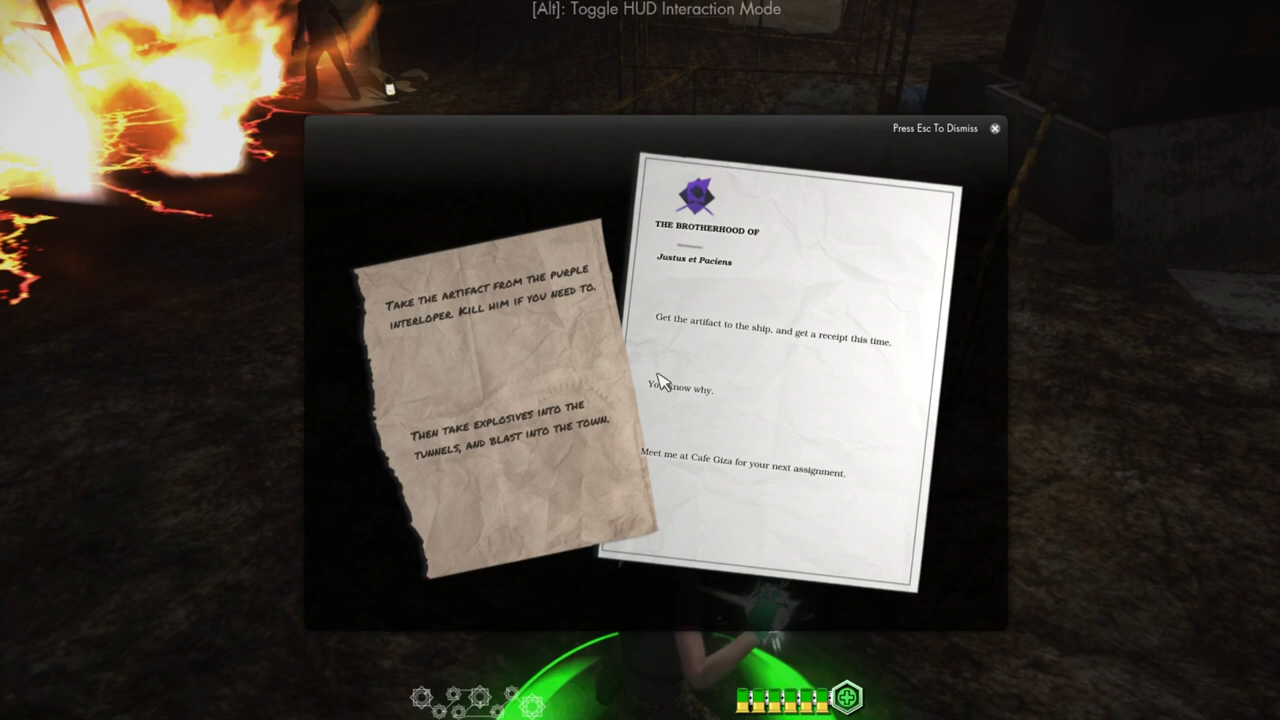 [Alt]: Toggle HUD Interaction Mode
Press Esc To Dismiss
TAKE THE ARTIFACT FROM THE PURPLE
INTERLOPER. KILL HIM IF YOU NEED TO.
THEN TAKE EXPLOSIVES INTO THE
TUNNELS, AND BLAST INTO THE TOWN.
THE BROTHERHOOD OF
Justus et Paciens
Get the artifact to the ship, and get a receipt this time.
You know why.
Meet me at Cafe Giza for your next assignment.